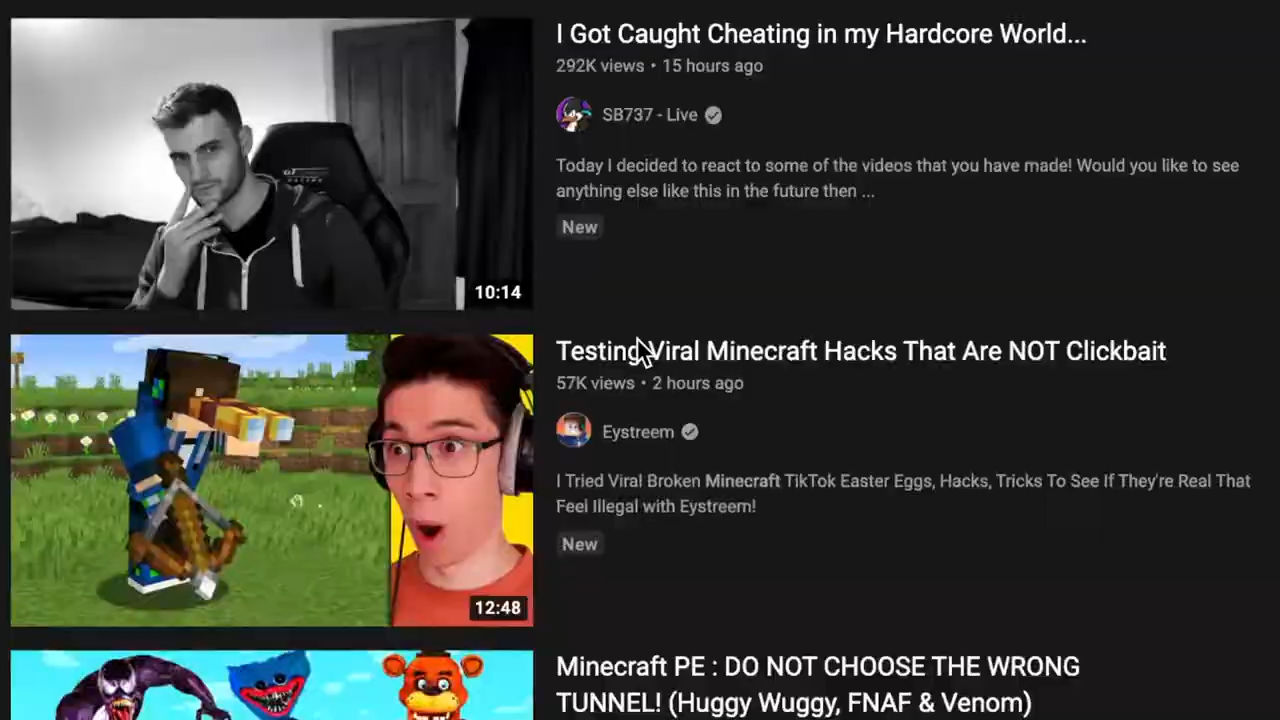 I Got Caught Cheating in my Hardcore World...
292K views • 15 hours ago
SB737 - Live
Today I decided to react to some of the videos that you have made! Would you like to see
anything else like this in the future then ...
New
10:14
Testing Viral Minecraft Hacks That Are NOT Clickbait
57K views • 2 hours ago
Eystreem
I Tried Viral Broken Minecraft TikTok Easter Eggs, Hacks, Tricks To See If They're Real That
Feel Illegal with Eystreem!
New
12:48
Minecraft PE : DO NOT CHOOSE THE WRONG
TUNNEL! (Huggy Wuggy, FNAF & Venom)